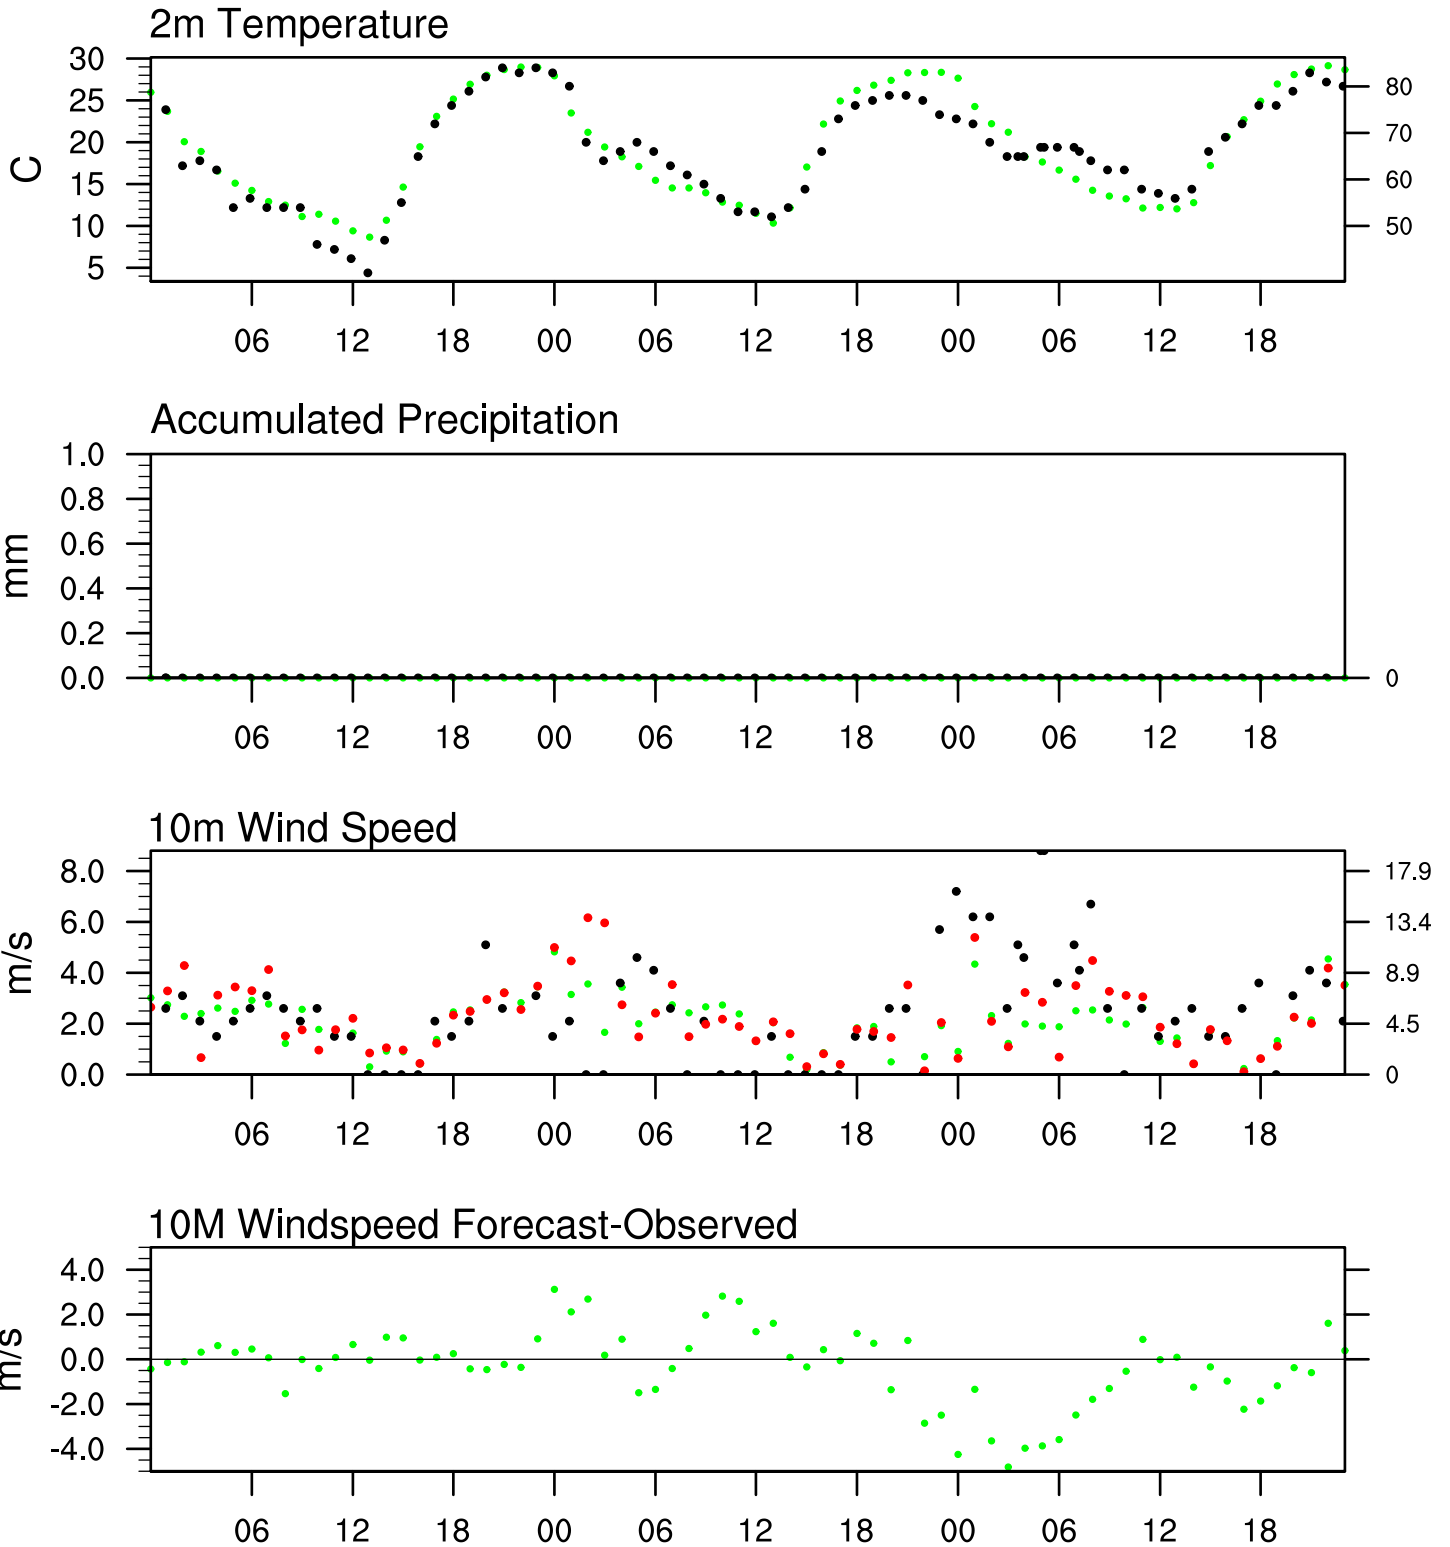 2m Temperature
30
25
20
15
10
5
C
80
70
60
50
06 12 18 00 06 12 18 00 06 12 18
Accumulated Precipitation
1.0
0.8
0.6
0.4
0.2
0.0
mm
0
06 12 18 00 06 12 18 00 06 12 18
10m Wind Speed
8.0
6.0
4.0
2.0
0.0
m/s
17.9
13.4
8.9
4.5
0
06 12 18 00 06 12 18 00 06 12 18
10M Windspeed Forecast-Observed
4.0
2.0
0.0
-2.0
-4.0
m/s
06 12 18 00 06 12 18 00 06 12 18